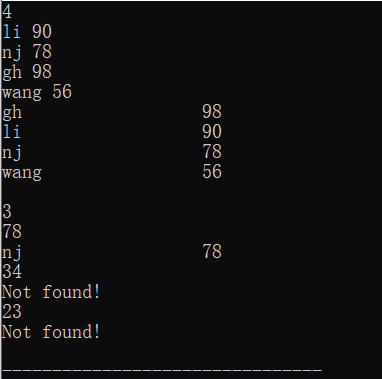 4
li 90
nj 78
gh 98
wang 56
gh                  98
li                  90
nj                  78
wang                56

3
78
nj                  78
34
Not found!
23
Not found!

--------------------------------